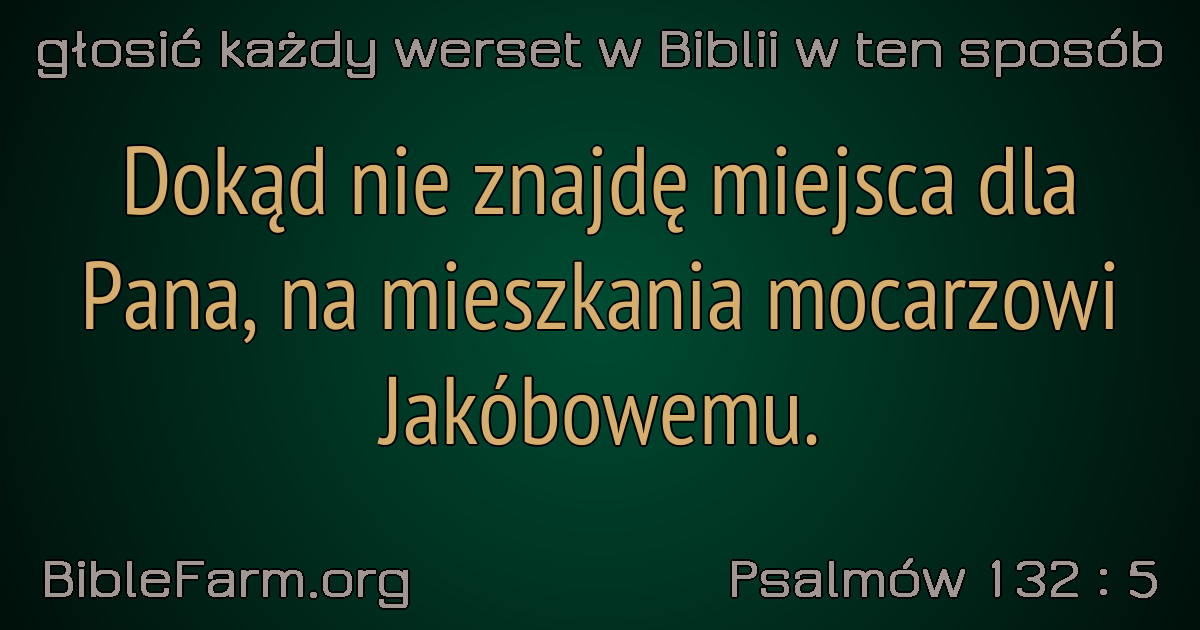 głosić każdy werset w Biblii w ten sposób
Dokąd nie znajdę miejsca dla
Pana, na mieszkania mocarzowi
Jakóbowemu.
BibleFarm.org
Psalmów 132 : 5